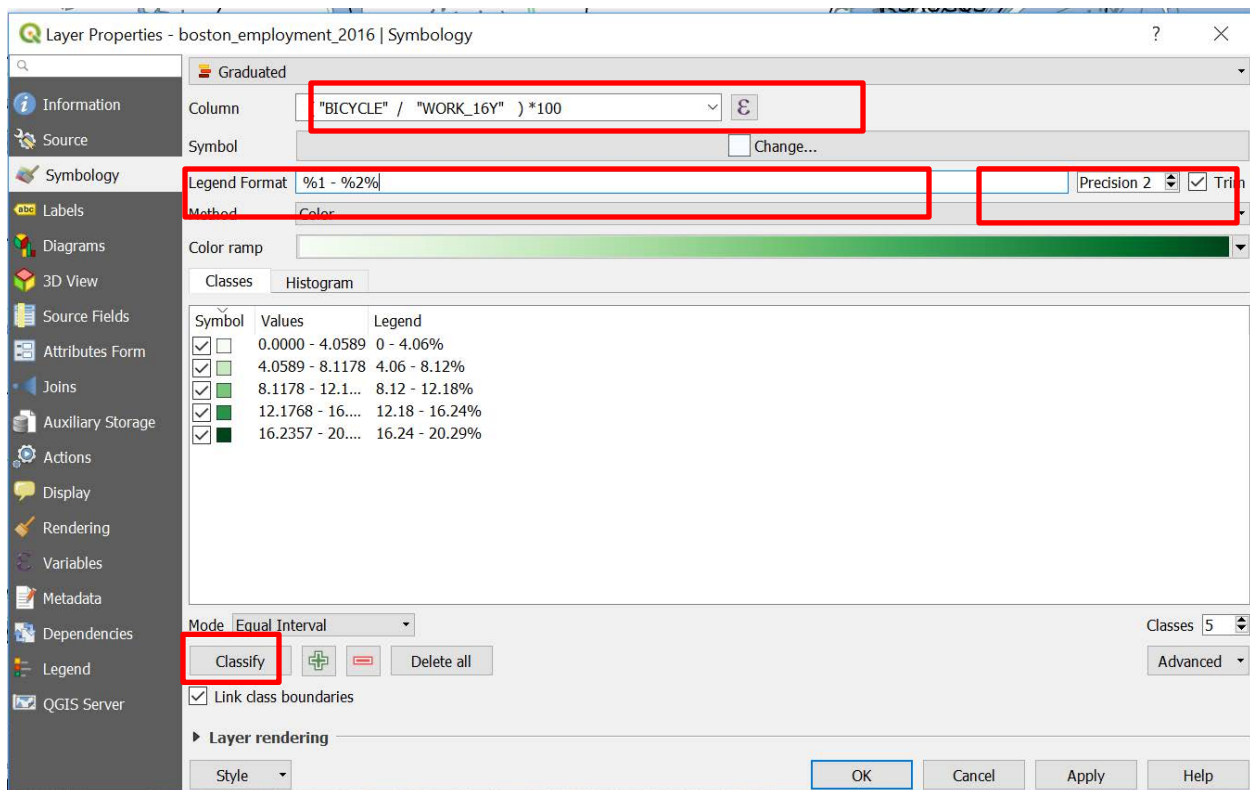 Layer Properties - boston_employment_2016 | Symbology ?
Graduated
Information
Column ( "BICYCLE" / "WORK_16Y" ) *100 ε
Source
Symbol Change...
Symbology
Legend Format %1 - %2% Precision 2 Trim
abc Labels
Method Color
Diagrams
Color ramp
3D View
Classes Histogram
Source Fields
Symbol Values Legend
Attributes Form
0.0000 - 4.0589 0 - 4.06%
4.0589 - 8.1178 4.06 - 8.12%
Joins
8.1178 - 12.1... 8.12 - 12.18%
12.1768 - 16.... 12.18 - 16.24%
Auxiliary Storage
16.2357 - 20.... 16.24 - 20.29%
Actions
Display
Rendering
Variables
Metadata
Mode Equal Interval Classes 5
Dependencies
Classify Delete all Advanced
Legend
Link class boundaries
QGIS Server
Layer rendering
Style OK Cancel Apply Help